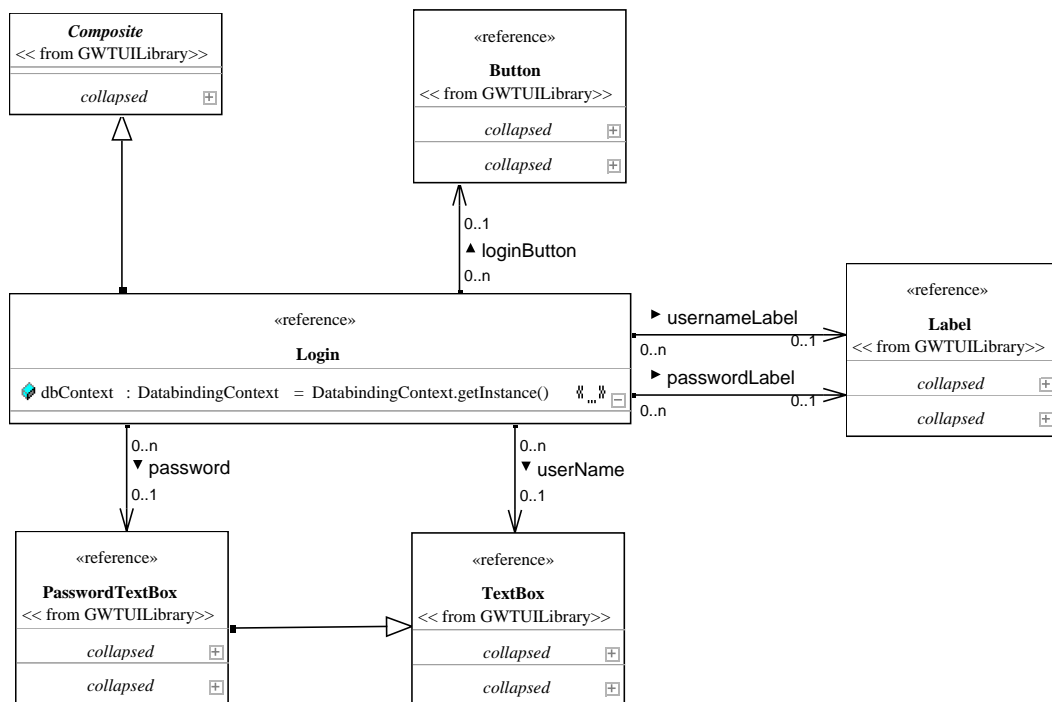 Composite
<< from GWTUILibrary>>
collapsed
«reference»
Button
<< from GWTUILibrary>>
collapsed
collapsed
0..1
loginButton
0..n
«reference»
Login
dbContext : DatabindingContext = DatabindingContext.getInstance()
usernameLabel
0..n
0..1
passwordLabel
0..n
0..1
«reference»
Label
<< from GWTUILibrary>>
collapsed
collapsed
0..n
password
0..1
0..n
userName
0..1
«reference»
PasswordTextBox
<< from GWTUILibrary>>
collapsed
collapsed
«reference»
TextBox
<< from GWTUILibrary>>
collapsed
collapsed